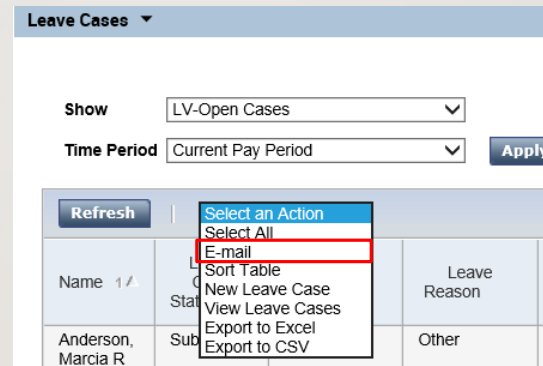 Leave Cases
Show
LV-Open Cases
Time Period
Current Pay Period
Refresh
Select an Action
Select All
E-mail
Sort Table
New Leave Case
View Leave Cases
Export to Excel
Export to CSV
Name 1
Leave
Reason
Anderson,
Marcia R
Other